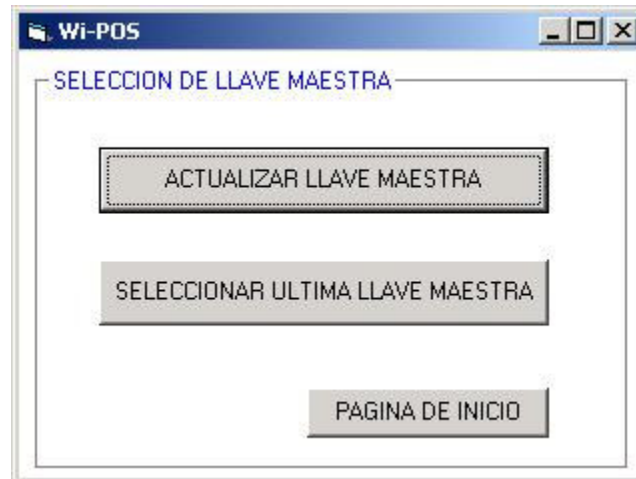 Wi-POS
SELECCION DE LLAVE MAESTRA
ACTUALIZAR LLAVE MAESTRA
SELECCIONAR ULTIMA LLAVE MAESTRA
PAGINA DE INICIO